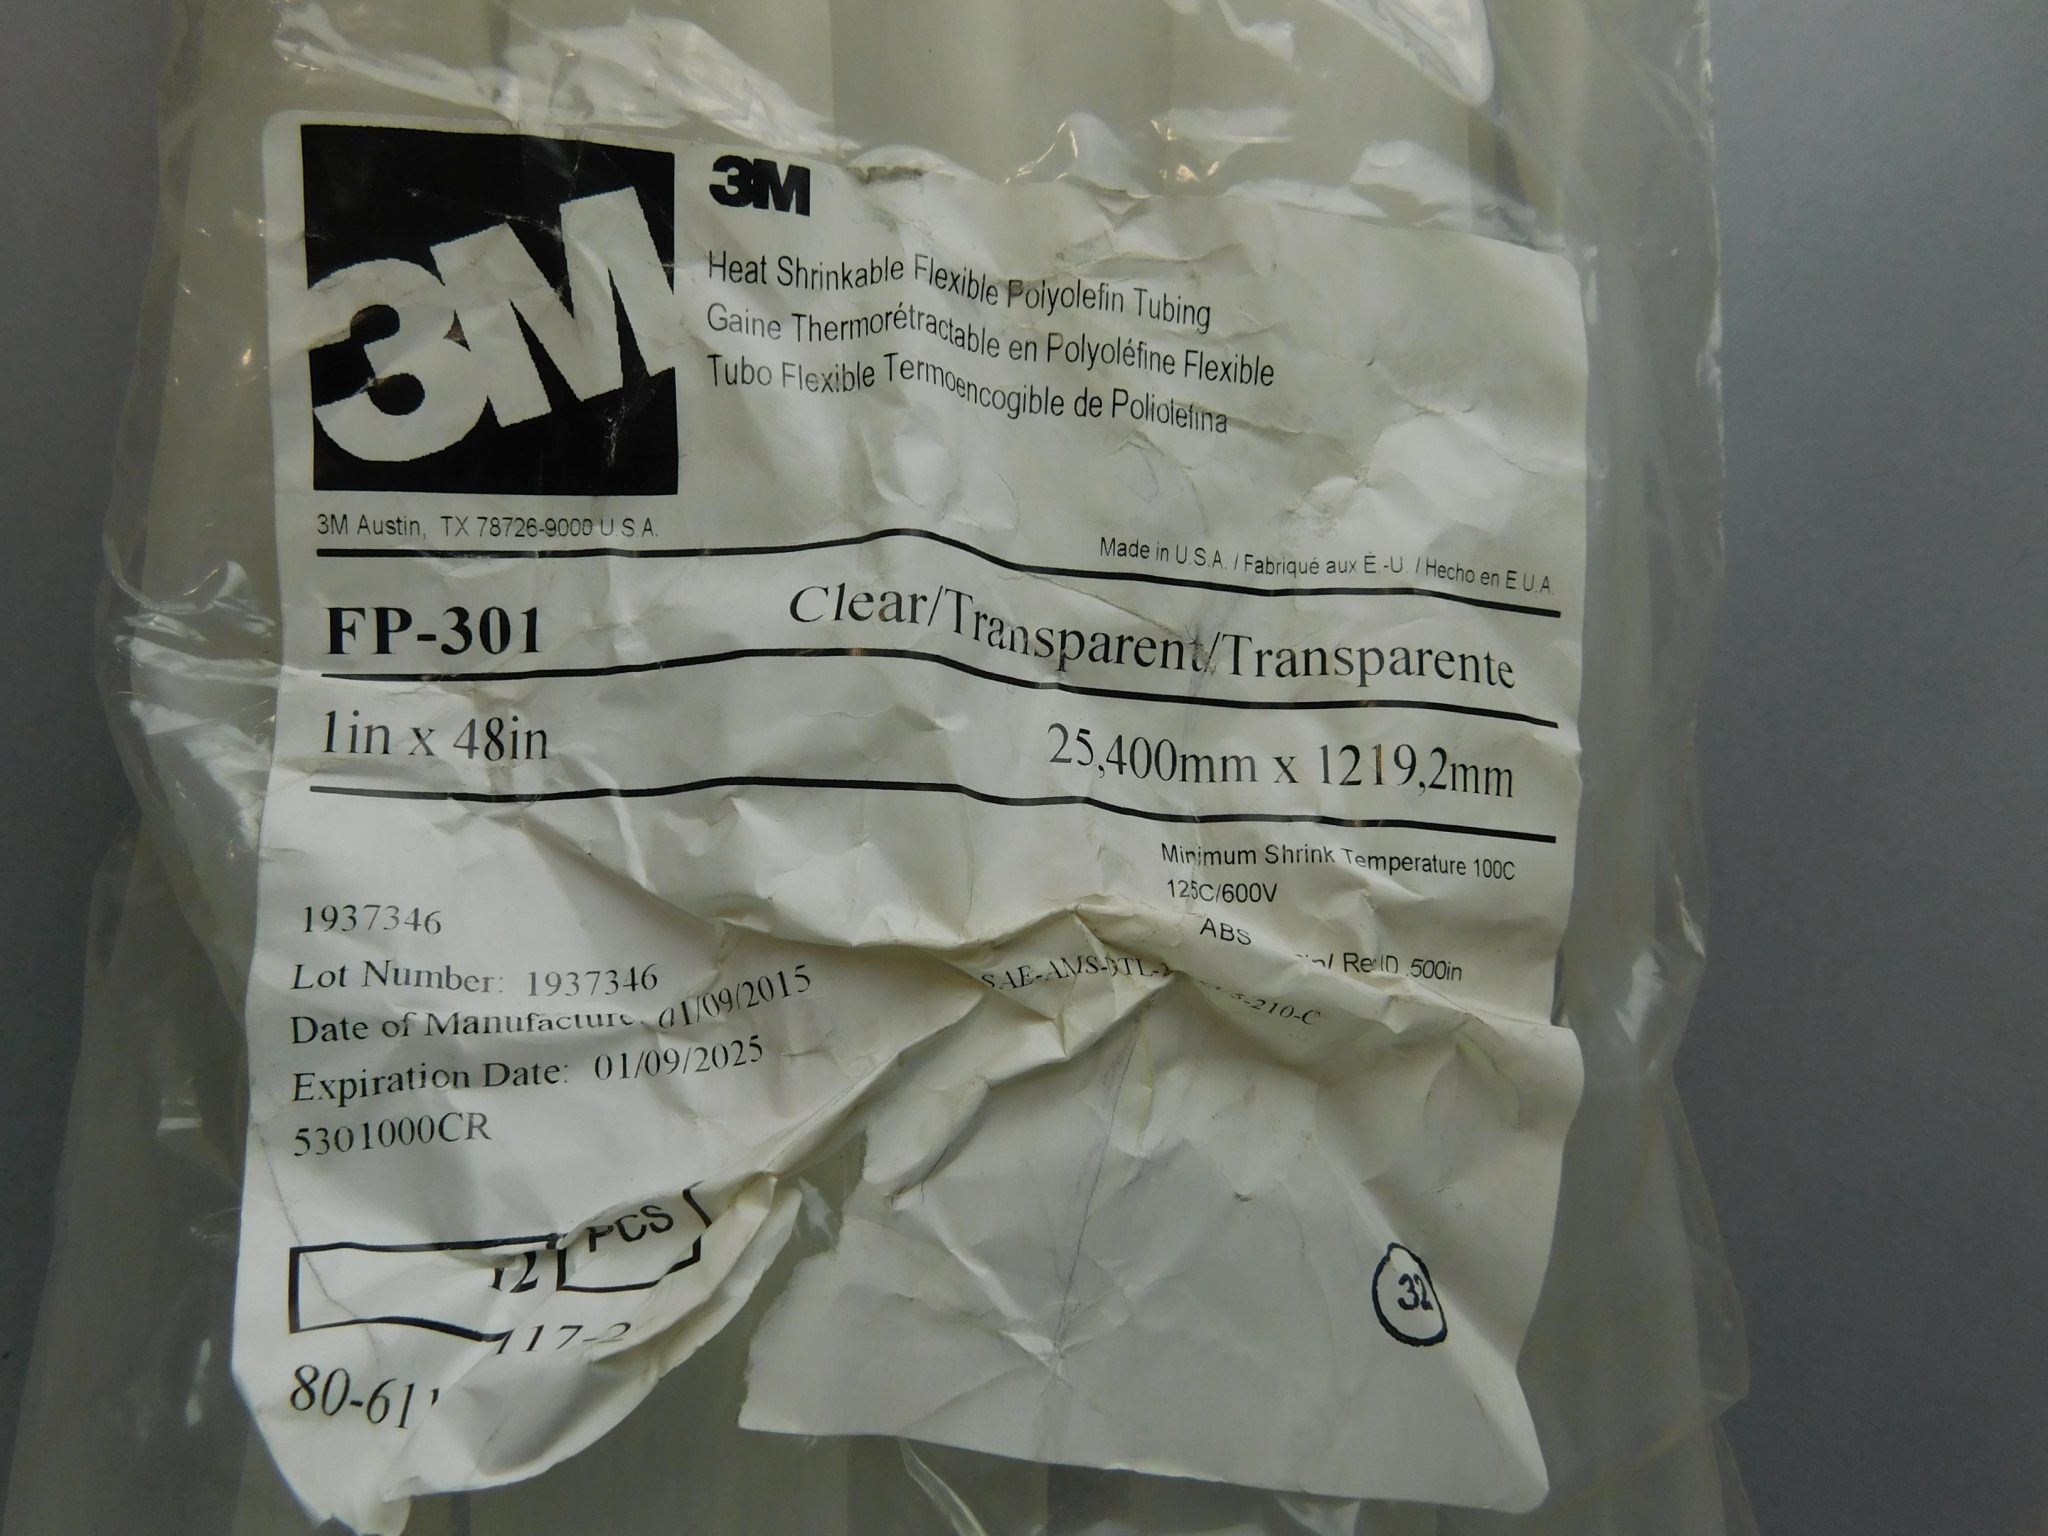 3M
3M
Heat Shrinkable Flexible Polyolefin Tubing
Gaine Thermorétractable en Polyoléfine Flexible
Tubo Flexible Termoencogible de Poliolefina
3M Austin, TX 78726-9000 U.S.A.
Made in U.S.A. / Fabriqué aux É.-U. / Hecho en E.U.A.
FP-301
Clear/Transparent/Transparente
1in x 48in
25,400mm x 1219,2mm
Minimum Shrink Temperature 100C
125C/600V
ABS
.500in
1937346
Lot Number: 1937346
Date of Manufacture: 01/09/2015
Expiration Date: 01/09/2025
5301000CR
12 PCS
32